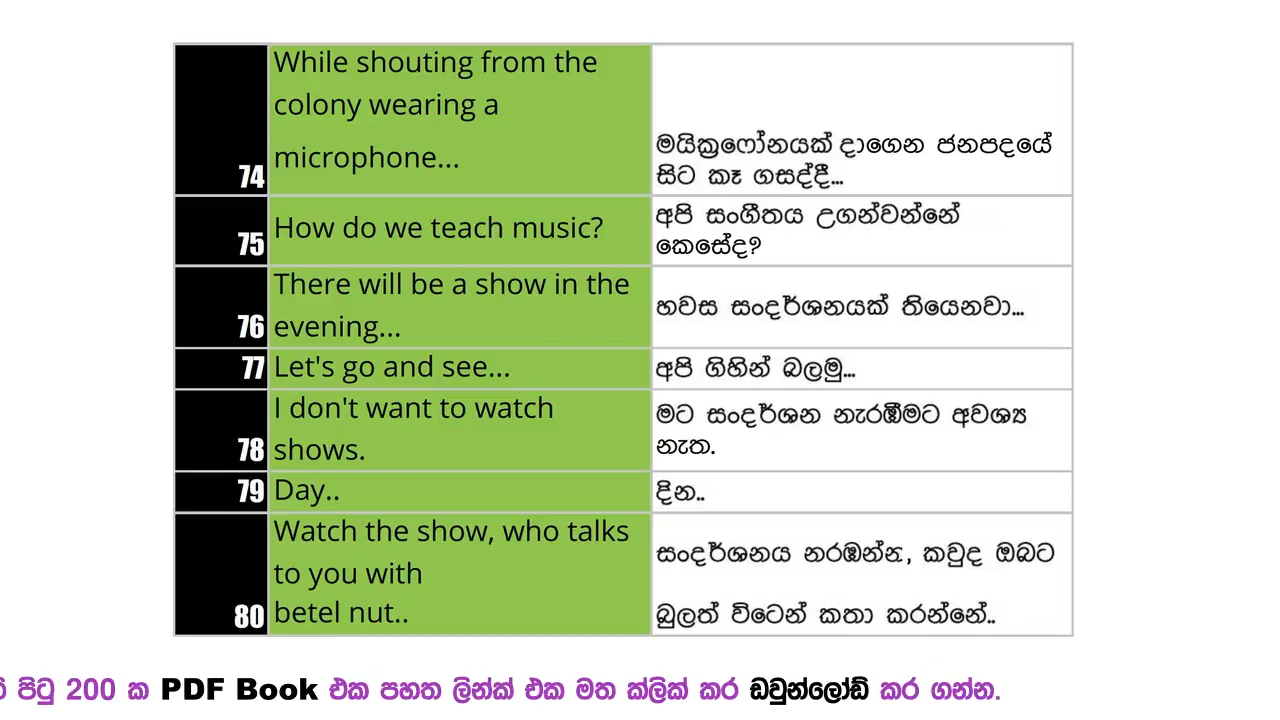 While shouting from the
colony wearing a
microphone...
74
මයික්‍රෆෝනයක් දාගෙන ජනපදයේ
සිට කෑ ගසද්දී...
75
How do we teach music?
අපි සංගීතය උගන්වන්නේ
කෙසේද?
There will be a show in the
76
evening...
හවස සංදර්ශනයක් තියෙනවා...
77
Let's go and see...
අපි ගිහින් බලමු...
I don't want to watch
78
shows.
මට සංදර්ශන නැරඹීමට අවශ්‍ය
නැත.
79
Day..
දින..
Watch the show, who talks
to you with
80
betel nut..
සංදර්ශනය නරඹන්න, කවුද ඔබට
බුලත් විටෙන් කතා කරන්නේ..
පිටු 200 ක PDF Book එක පහත ලින්ක් එක මත ක්ලික් කර ඩවුන්ලෝඩ් කර ගන්න.